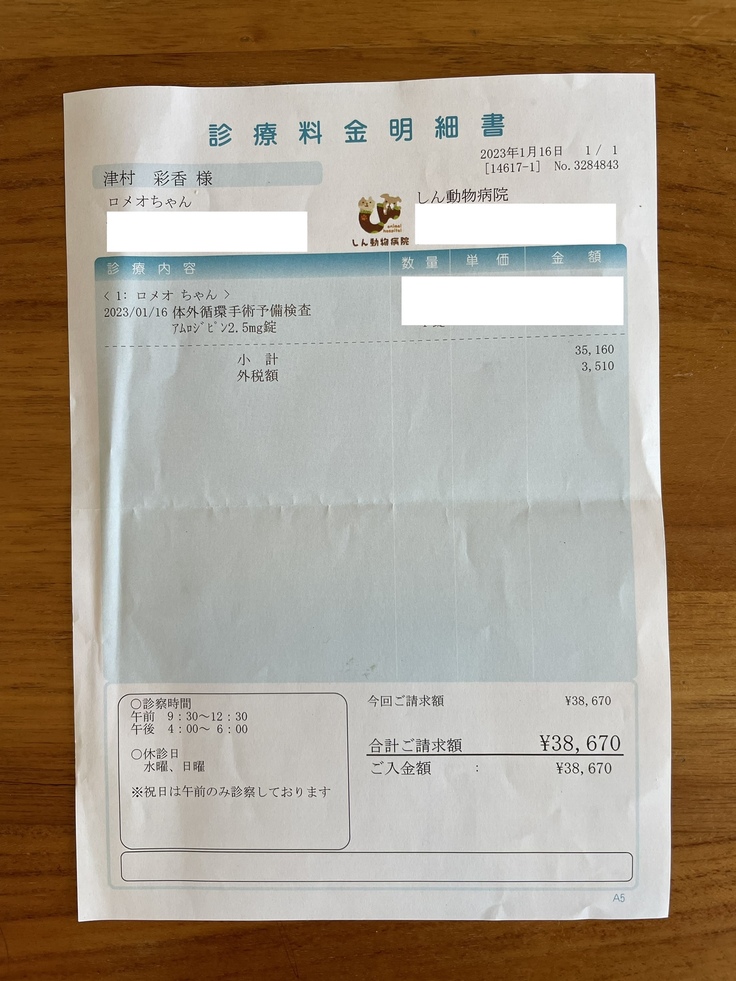 診療料金明細書
2023年1月16日 1/ 1
[14617-1] No.3284843
津村 彩香 様
ロメオちゃん
しん動物病院
animal
hospital
しん動物病院
診療内容 数量 単価 金額
< 1: ロメオ ちゃん >
2023/01/16 体外循環手術予備検査
ｱﾑﾛｼﾞﾋﾟﾝ2.5mg錠
小 計 35,160
外税額 3,510
○診察時間
午前 9:30～12:30
午後 4:00～ 6:00
○休診日
水曜、日曜
※祝日は午前のみ診察しております
今回ご請求額 ¥38,670
合計ご請求額 ¥38,670
ご入金額 : ¥38,670
A5